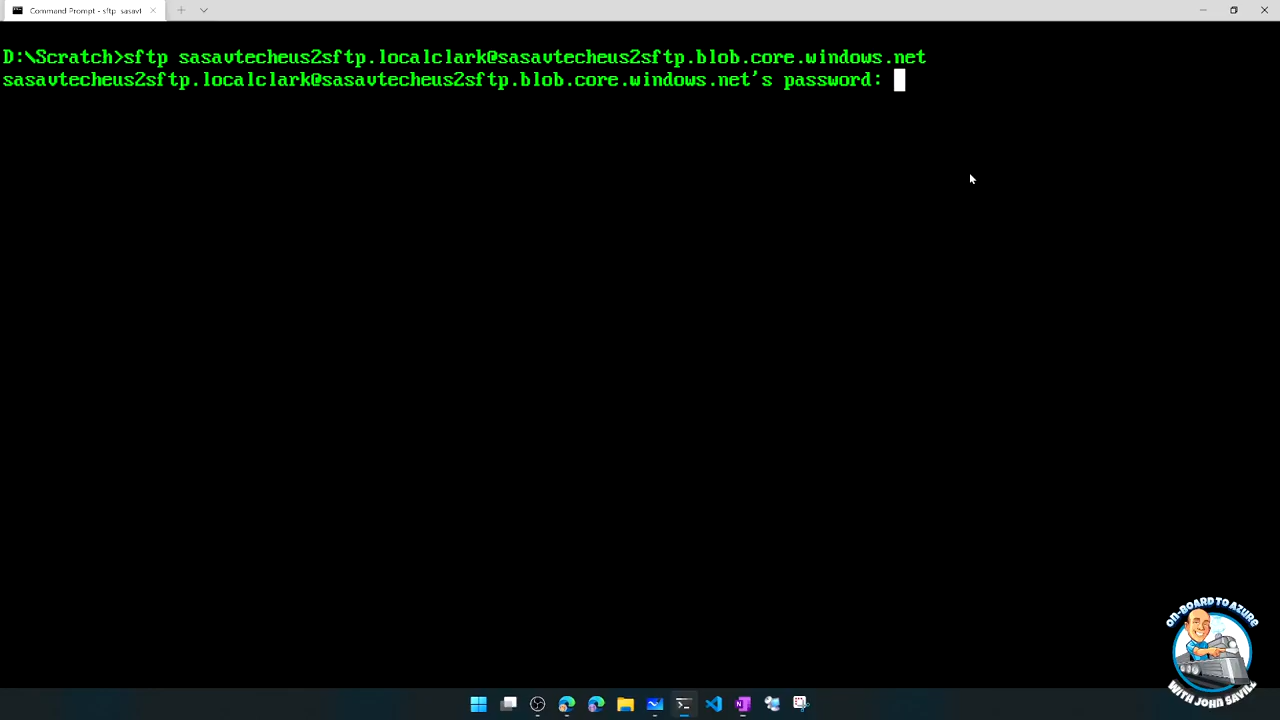 Command Prompt - sftp sasavt
D:\Scratch>sftp sasavtecheus2sftp.localclark@sasavtecheus2sftp.blob.core.windows.net
sasavtecheus2sftp.localclark@sasavtecheus2sftp.blob.core.windows.net's password:
ON-BOARD TO AZURE
WITH JOHN SAVILL